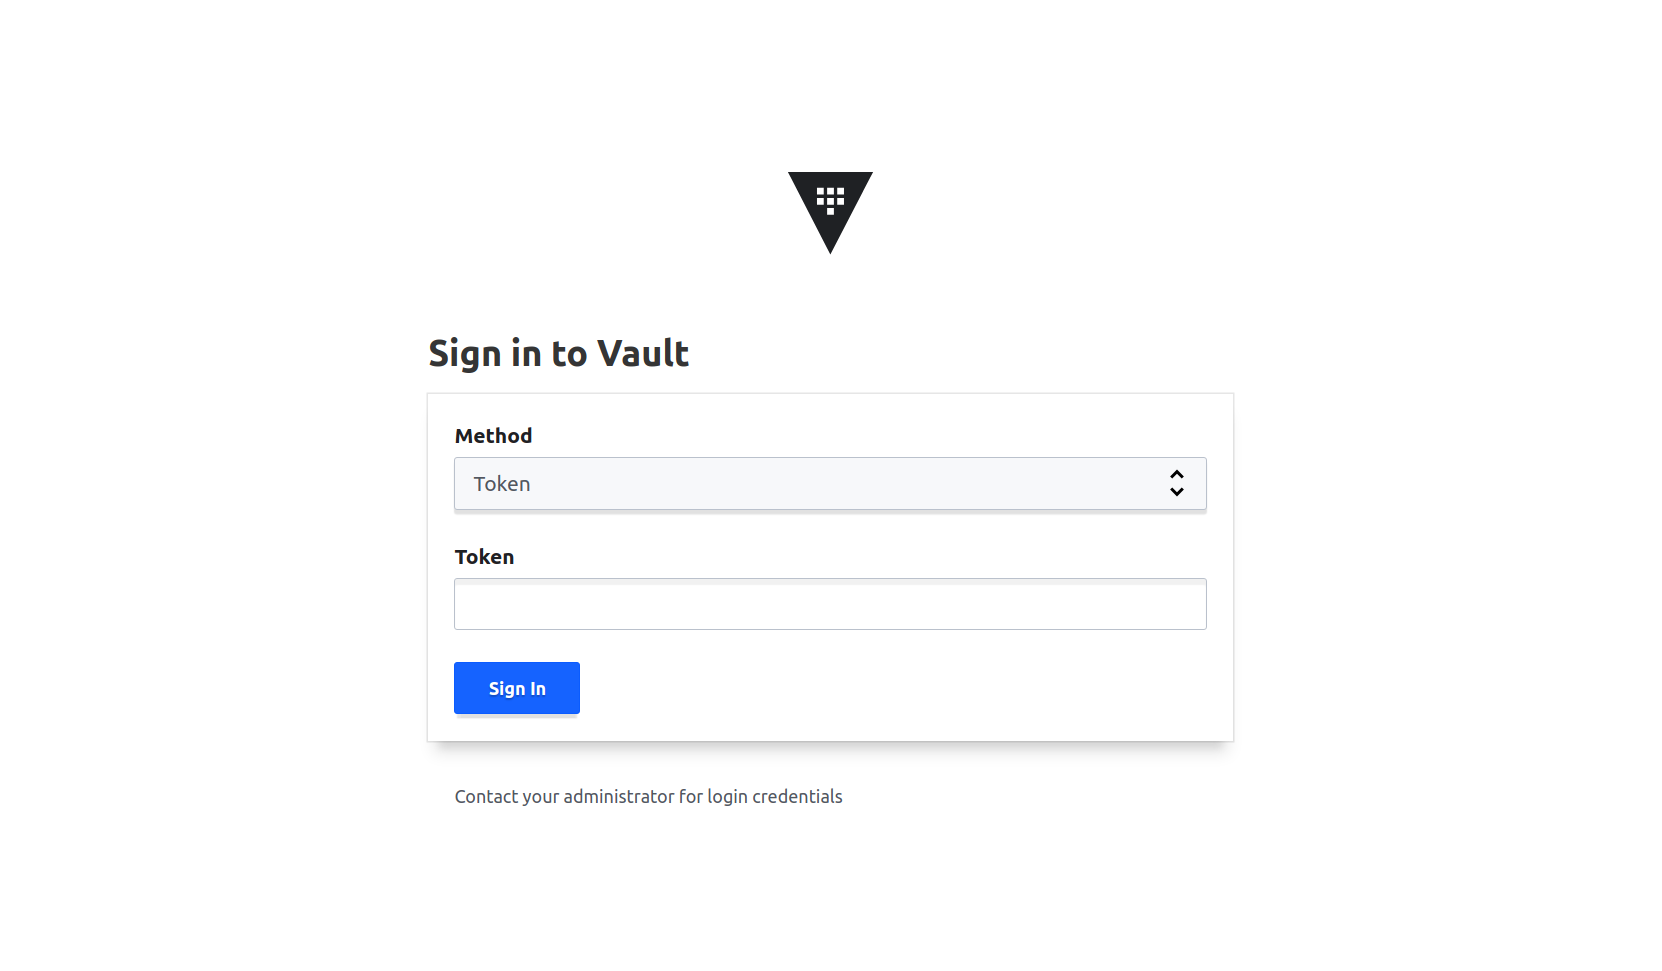 Sign in to Vault
Method
Token
Token
Sign In
Contact your administrator for login credentials